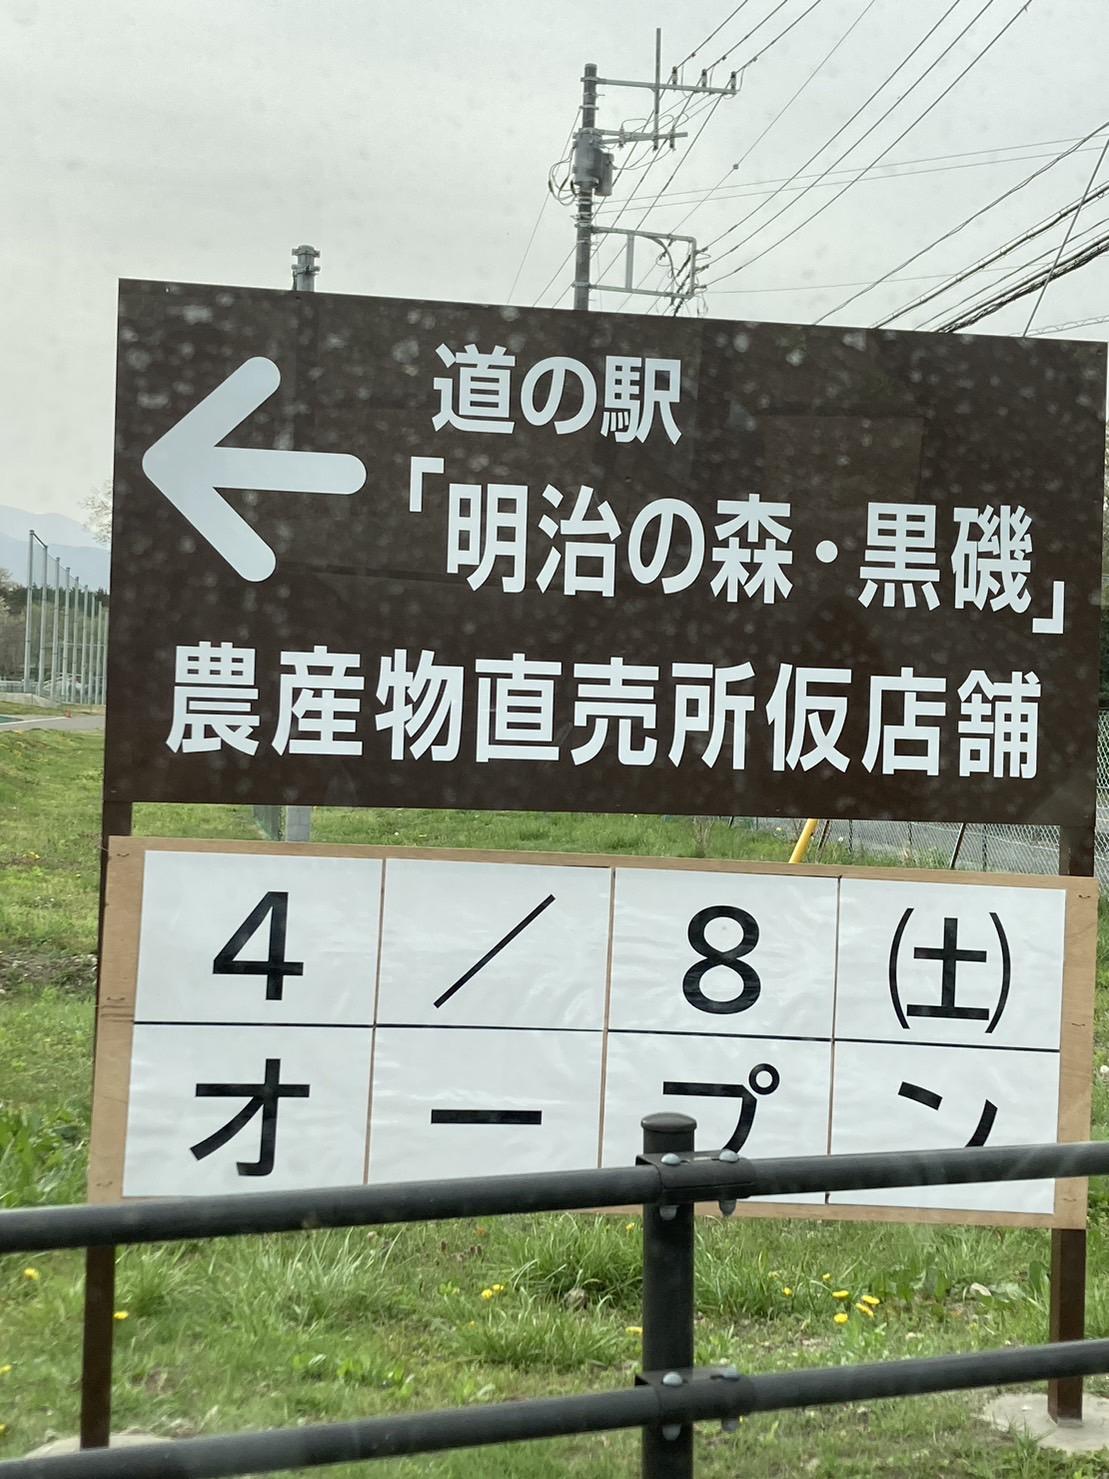 道の駅
「明治の森・黒磯」
農産物直売所仮店舗
4/8(土)
オープン